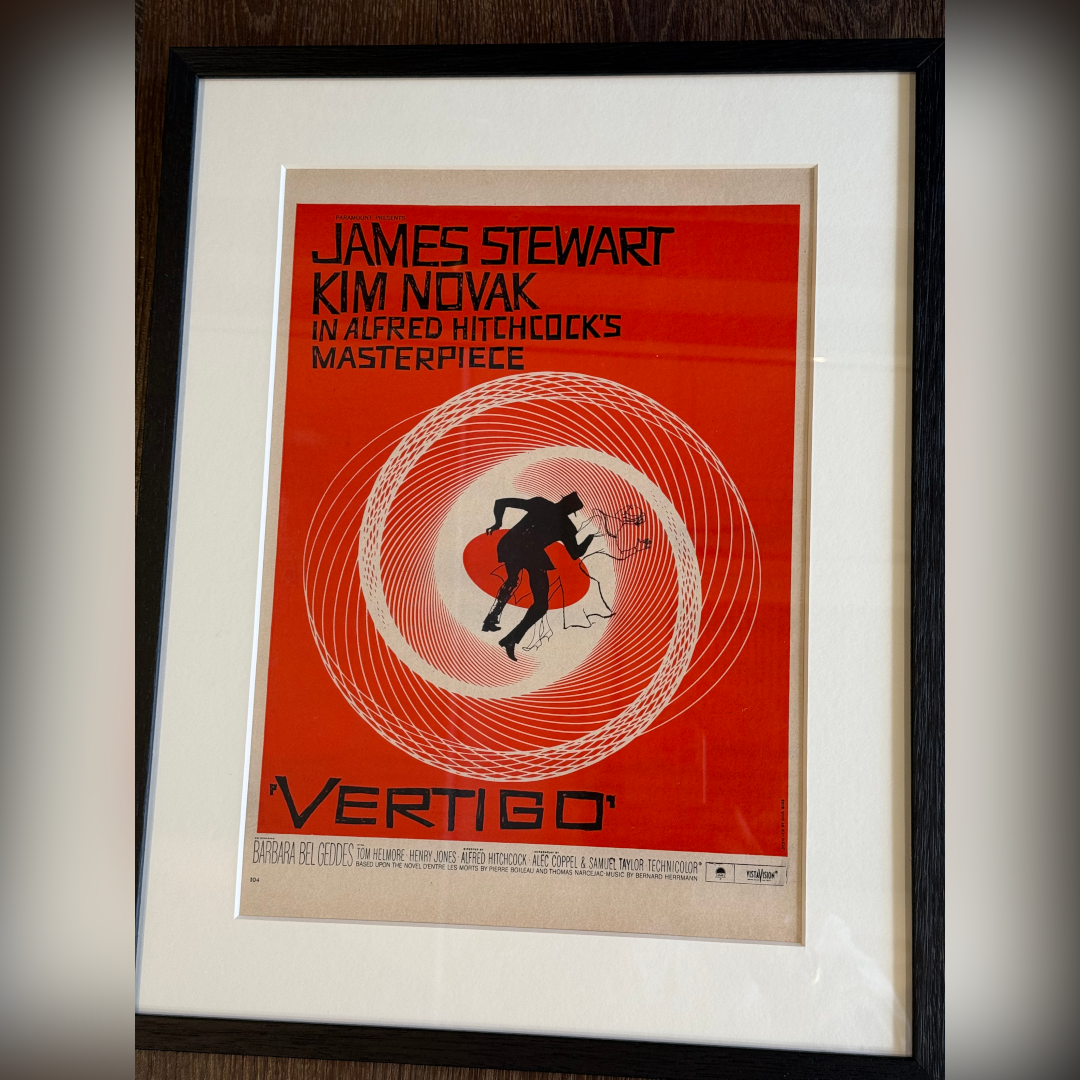 PARAMOUNT PRESENTS
JAMES STEWART
KIM NOVAK
IN ALFRED HITCHCOCK'S
MASTERPIECE
'VERTIGO'
BARBARA BEL GEDDES TOM HELMORE · HENRY JONES · ALFRED HITCHCOCK · ALEC COPPEL & SAMUEL TAYLOR TECHNICOLOR®
BASED UPON THE NOVEL D'ENTRE LES MORTS BY PIERRE BOILEAU AND THOMAS NARCEJAC · MUSIC BY BERNARD HERRMANN
VISTAVISION®
504